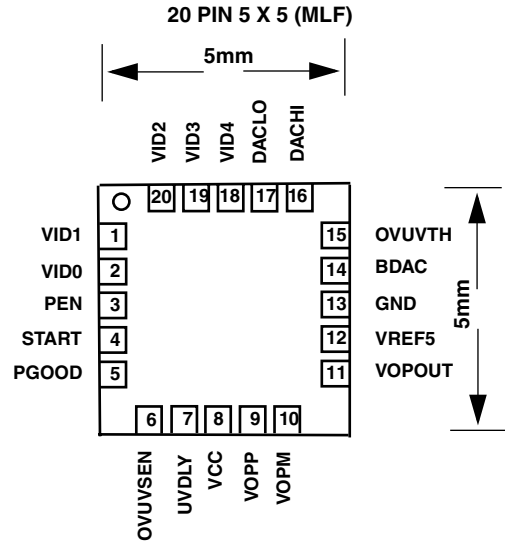 20 PIN 5 X 5 (MLF)
5mm
VID2
VID3
VID4
DACLO
DACHI
20 19 18 17 16
VID1 1
VID0 2
PEN 3
START 4
PGOOD 5
15 OVUVTH
14 BDAC
13 GND
12 VREF5
11 VOPOUT
5mm
6 7 8 9 10
OVUVSEN
UVDLY
VCC
VOPP
VOPM